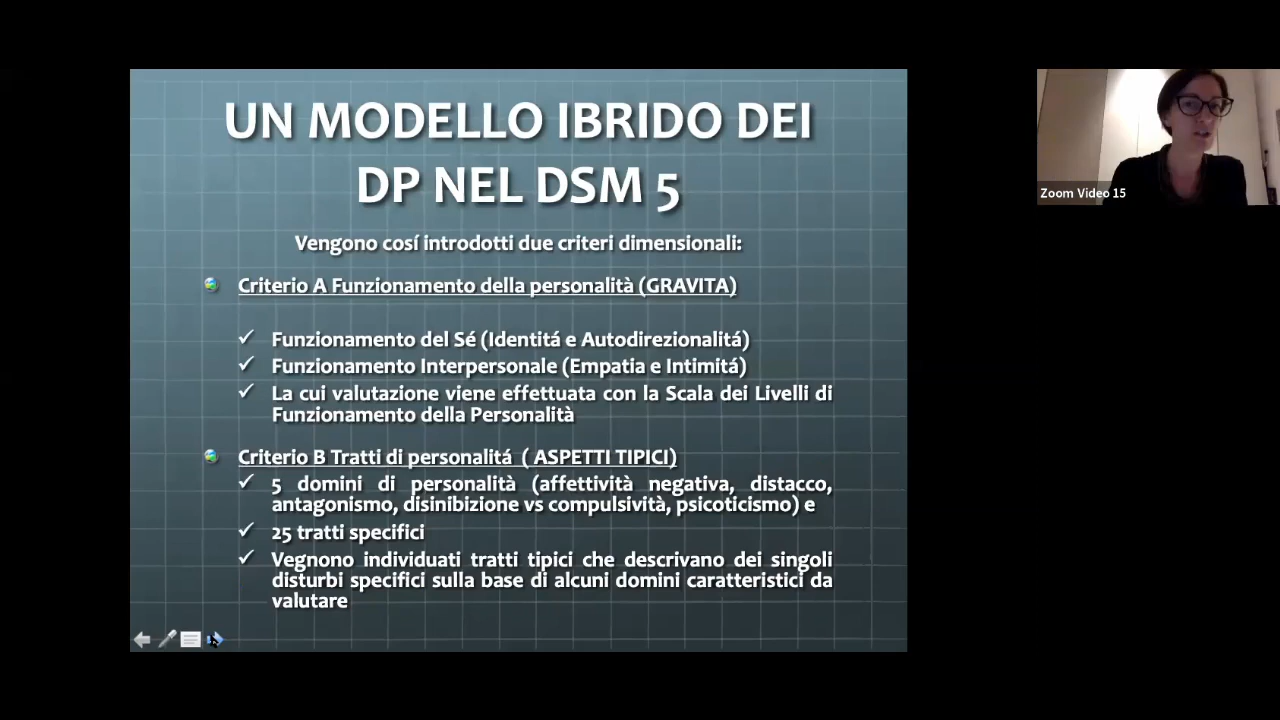 UN MODELLO IBRIDO DEI
DP NEL DSM 5
Vengono cosí introdotti due criteri dimensionali:
Criterio A Funzionamento della personalità (GRAVITA)
Funzionamento del Sé (Identitá e Autodirezionalitá)
Funzionamento Interpersonale (Empatia e Intimitá)
La cui valutazione viene effettuata con la Scala dei Livelli di
Funzionamento della Personalità
Criterio B Tratti di personalitá ( ASPETTI TIPICI)
5 domini di personalità (affettività negativa, distacco,
antagonismo, disinibizione vs compulsività, psicoticismo) e
25 tratti specifici
Vegnono individuati tratti tipici che descrivano dei singoli
disturbi specifici sulla base di alcuni domini caratteristici da
valutare
Zoom Video 15